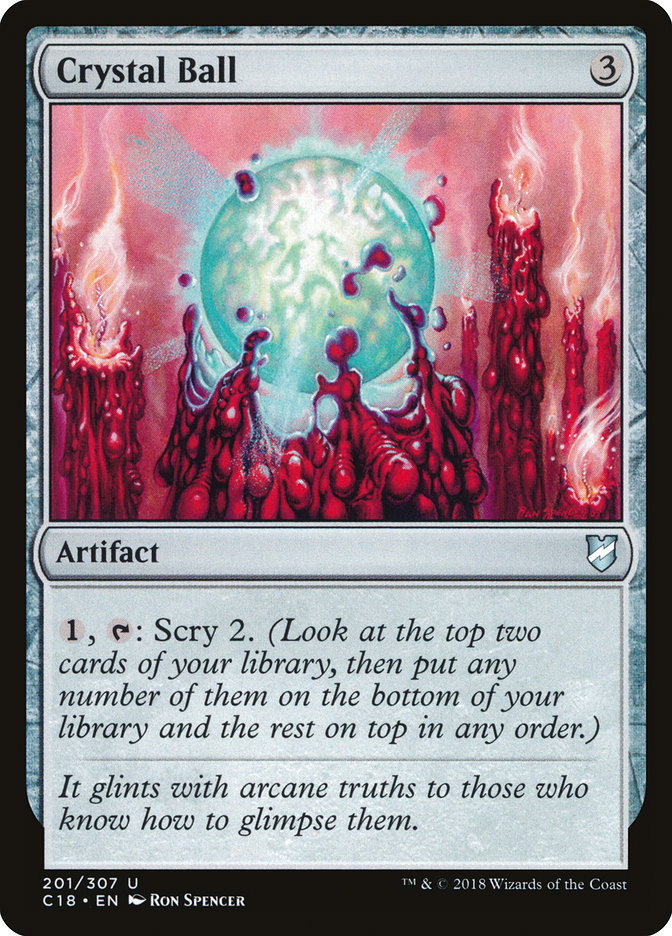 Crystal Ball 3
RON SPENCER
Artifact
1, : Scry 2. (Look at the top two
cards of your library, then put any
number of them on the bottom of your
library and the rest on top in any order.)
It glints with arcane truths to those who
know how to glimpse them.
201/307 U ™ & © 2018 Wizards of the Coast
C18 • EN RON SPENCER